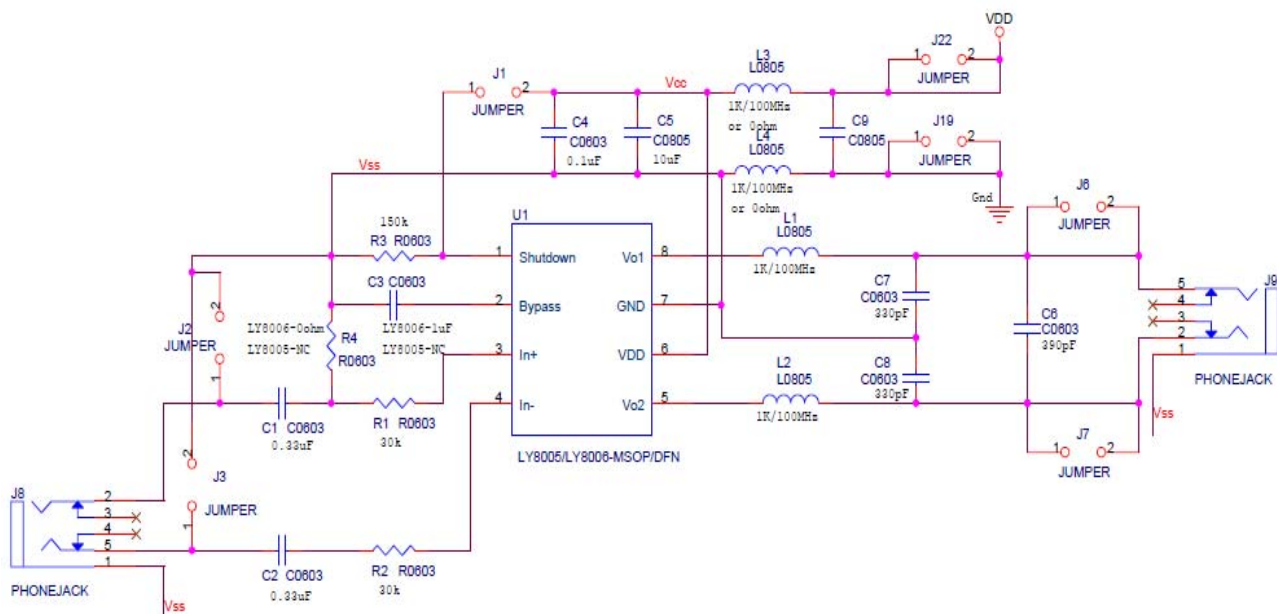 VDD
J22
1 2
JUMPER
L3
L0805
1K/100MHz
or 0ohm
J1
1 2
JUMPER
Vcc
C4
C0603
0.1uF
C5
C0805
10uF
C9
C0805
J19
1 2
JUMPER
L4
L0805
1K/100MHz
or 0ohm
Vss
Gnd
J6
1 2
JUMPER
150k
R3 R0603
U1
1 Shutdown
2 Bypass
3 In+
4 In-
Vo1 8
GND 7
VDD 6
Vo2 5
LY8005/LY8006-MSOP/DFN
L1
L0805
1K/100MHz
C3 C0603
LY8006-0ohm
LY8005-NC
LY8006-1uF
LY8005-NC
R4
R0603
J2
JUMPER
2
1
C7
C0603
330pF
C6
C0603
390pF
C8
C0603
330pF
L2
L0805
1K/100MHz
5
4
3
2
1
J9
PHONEJACK
Vss
J7
1 2
JUMPER
C1 C0603
0.33uF
R1 R0603
30k
J3
JUMPER
2
1
J8
2
3
4
5
1
PHONEJACK
Vss
C2 C0603
0.33uF
R2 R0603
30k